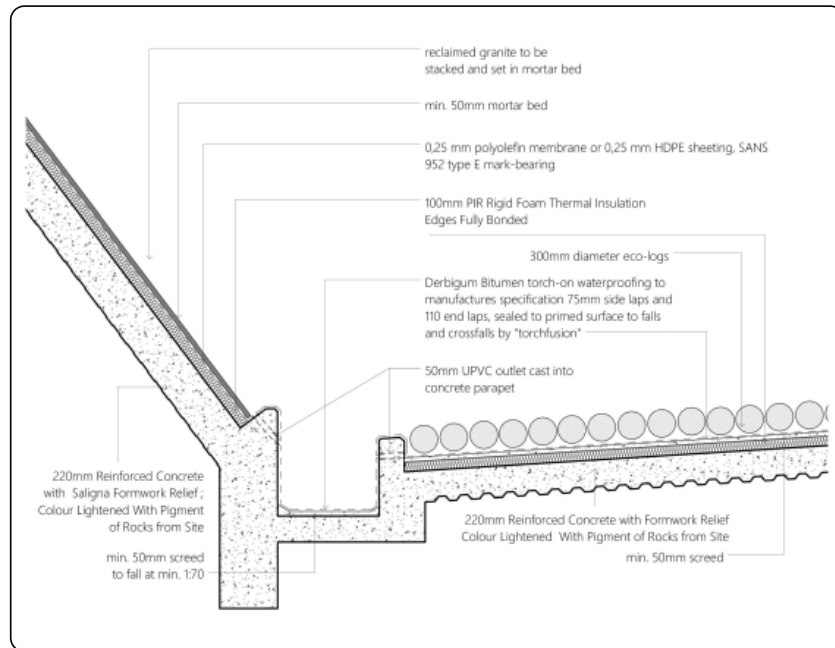 reclaimed granite to be
stacked and set in mortar bed
min. 50mm mortar bed
0,25 mm polyolefin membrane or 0,25 mm HDPE sheeting, SANS
952 type E mark-bearing
100mm PIR Rigid Foam Thermal Insulation
Edges Fully Bonded
300mm diameter eco-logs
Derbigum Bitumen torch-on waterproofing to
manufactures specification 75mm side laps and
110 end laps, sealed to primed surface to falls
and crossfalls by "torchfusion"
50mm UPVC outlet cast into
concrete parapet
220mm Reinforced Concrete
with Saligna Formwork Relief ;
Colour Lightened With Pigment
of Rocks from Site
min. 50mm screed
to fall at min. 1:70
220mm Reinforced Concrete with Formwork Relief
Colour Lightened With Pigment of Rocks from Site
min. 50mm screed